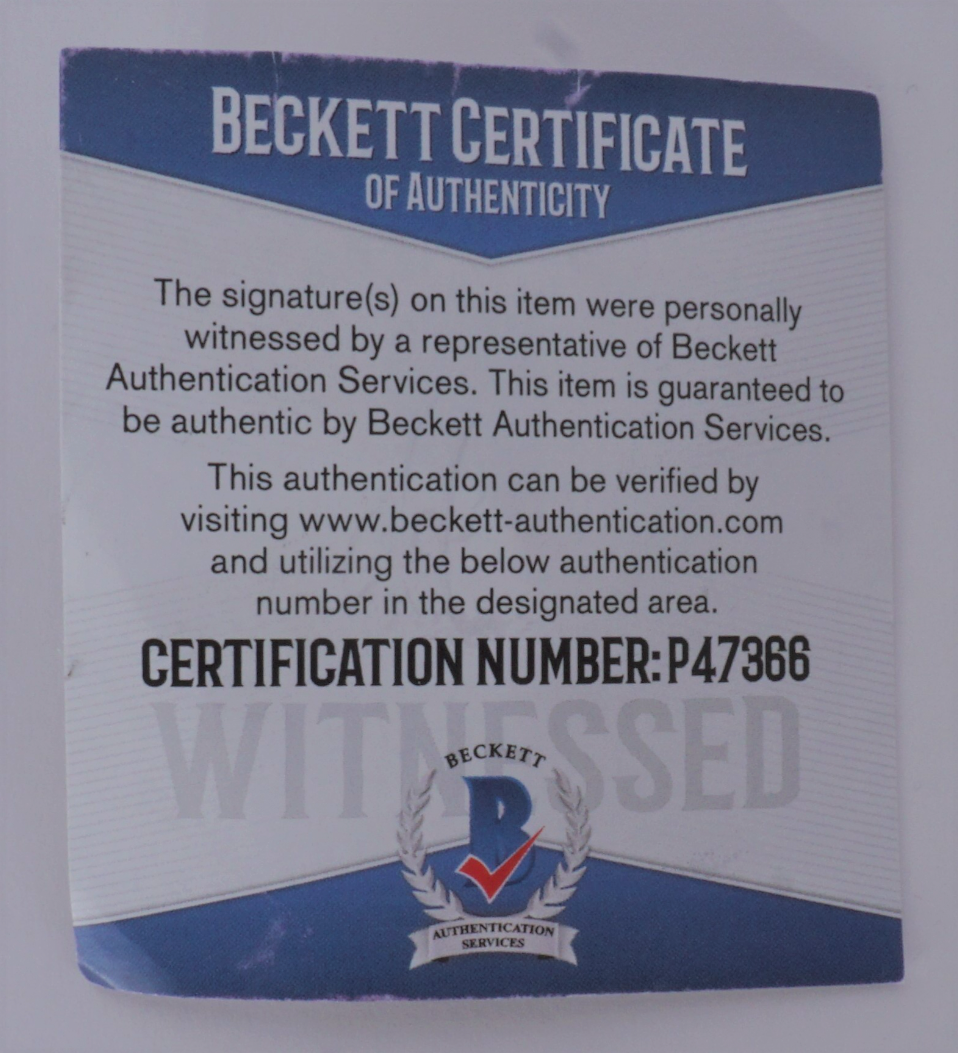 BECKETT CERTIFICATE
OF AUTHENTICITY
The signature(s) on this item were personally
witnessed by a representative of Beckett
Authentication Services. This item is guaranteed to
be authentic by Beckett Authentication Services.
This authentication can be verified by
visiting www.beckett-authentication.com
and utilizing the below authentication
number in the designated area.
CERTIFICATION NUMBER: P47366
WITNESSED
BECKETT
B
AUTHENTICATION
SERVICES